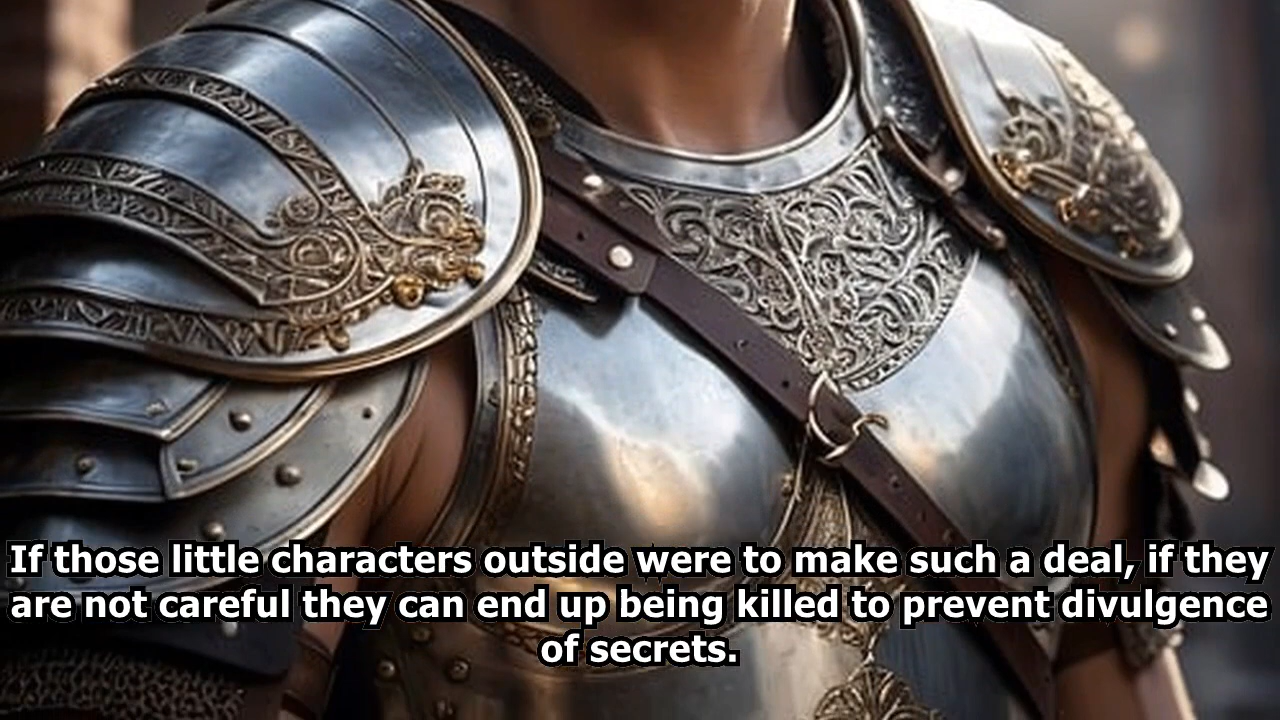 If those little characters outside were to make such a deal, if they
are not careful they can end up being killed to prevent divulgence
of secrets.